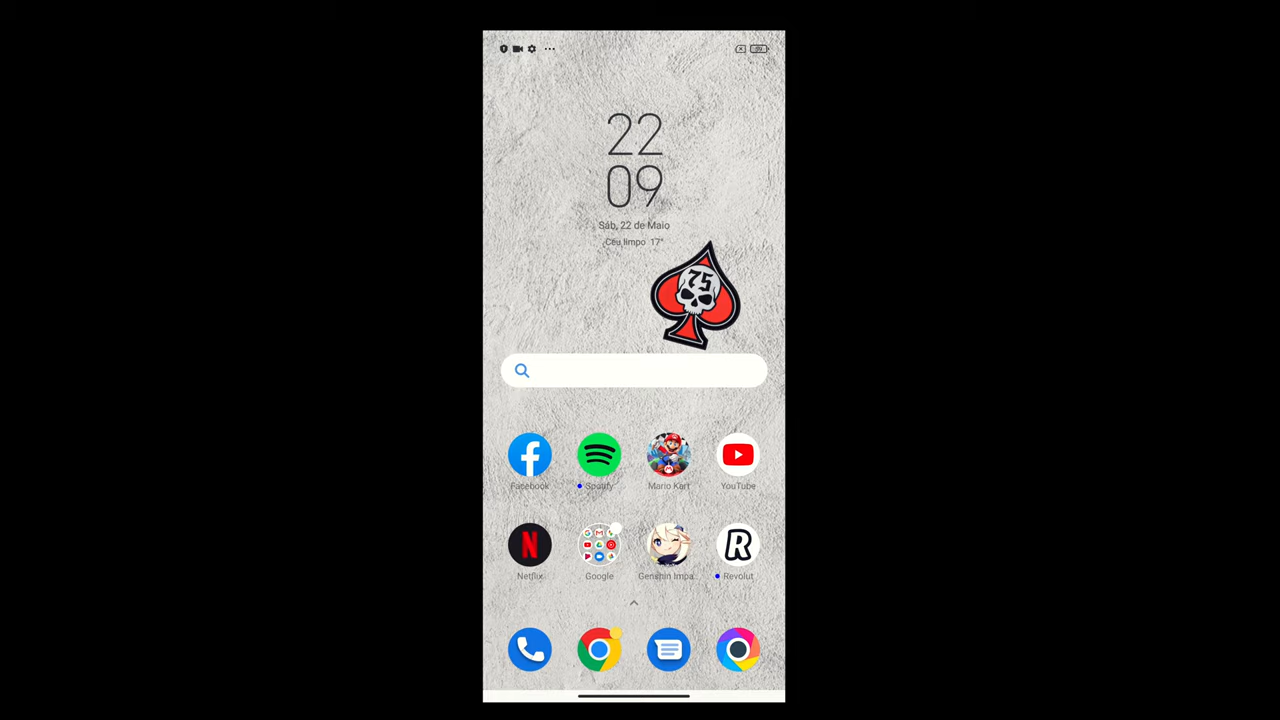 22
09
Sáb, 22 de Maio
Céu limpo 17°
75
Facebook
Spotify
Mario Kart
YouTube
N
Netflix
Google
Genshin Impa..
R
Revolut